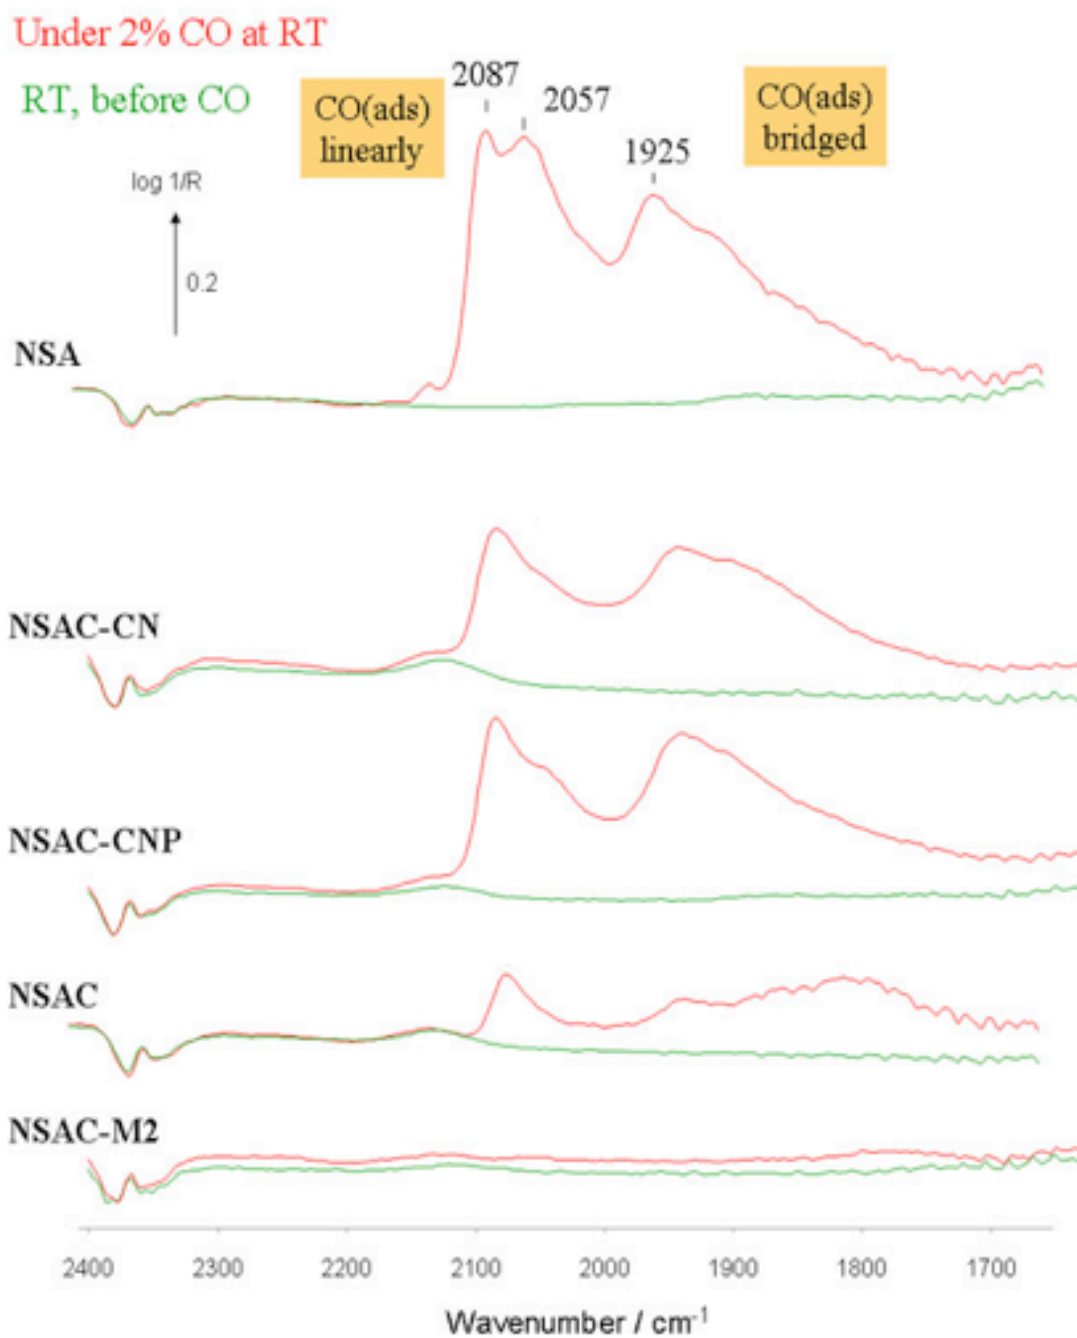 Under 2% CO at RT
RT, before CO
CO(ads)
linearly
2087
2057
1925
CO(ads)
bridged
log 1/R
0.2
NSA
NSAC-CN
NSAC-CNP
NSAC
NSAC-M2
2400 2300 2200 2100 2000 1900 1800 1700
Wavenumber / cm⁻¹